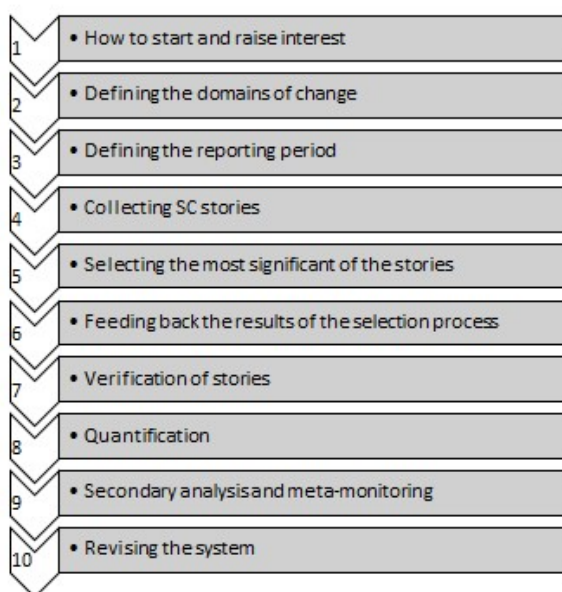 1 • How to start and raise interest
2 • Defining the domains of change
3 • Defining the reporting period
4 • Collecting SC stories
5 • Selecting the most significant of the stories
6 • Feeding back the results of the selection process
7 • Verification of stories
8 • Quantification
9 • Secondary analysis and meta-monitoring
10 • Revising the system